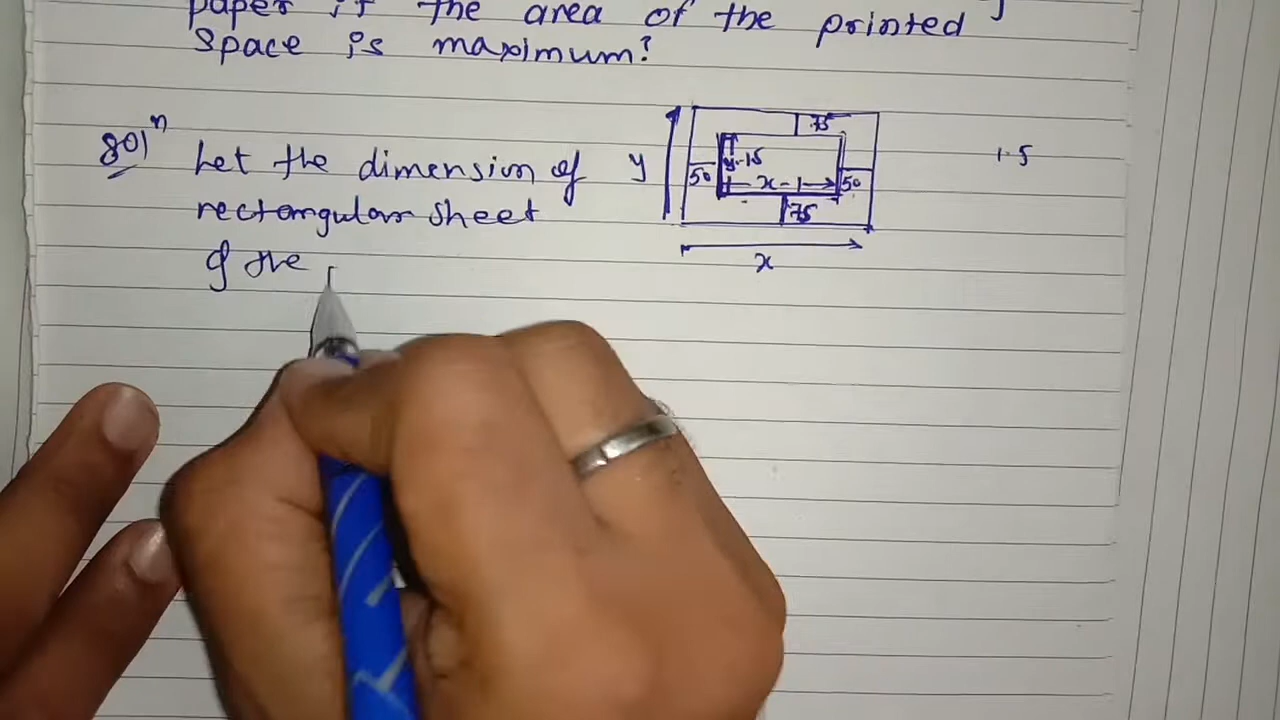 paper if the area of the printed
space is maximum?
Soln Let the dimension of
rectangular sheet
of the
y
75
y-1.5
50
x-1
50
75
x
1.5